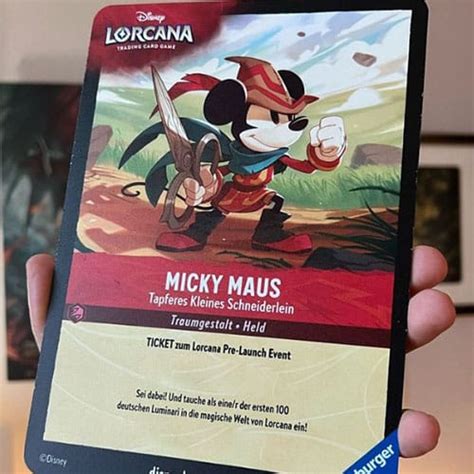 Disney
LORCANA
TRADING CARD GAME
MICKY MAUS
Tapferes Kleines Schneiderlein
Traumgestalt • Held
TICKET zum Lorcana Pre-Launch Event
Sei dabei! Und tauche als eine/r der ersten 100
deutschen Luminari in die magische Welt von Lorcana ein!
©Disney